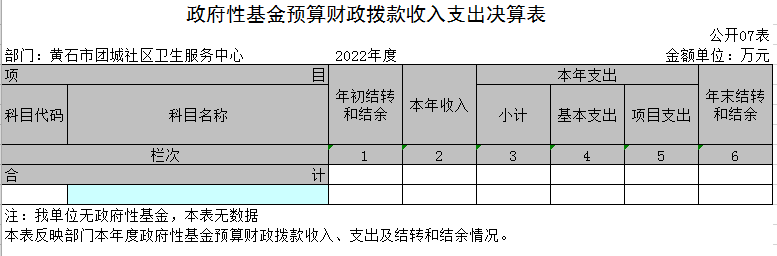 政府性基金预算财政拨款收入支出决算表
公开07表
部门：黄石市团城社区卫生服务中心 2022年度 金额单位：万元
项 目 年初结转和结余 本年收入 本年支出 年末结转和结余
科目代码 科目名称 小计 基本支出 项目支出
栏次 1 2 3 4 5 6
合 计
注：我单位无政府性基金，本表无数据
本表反映部门本年度政府性基金预算财政拨款收入、支出及结转和结余情况。